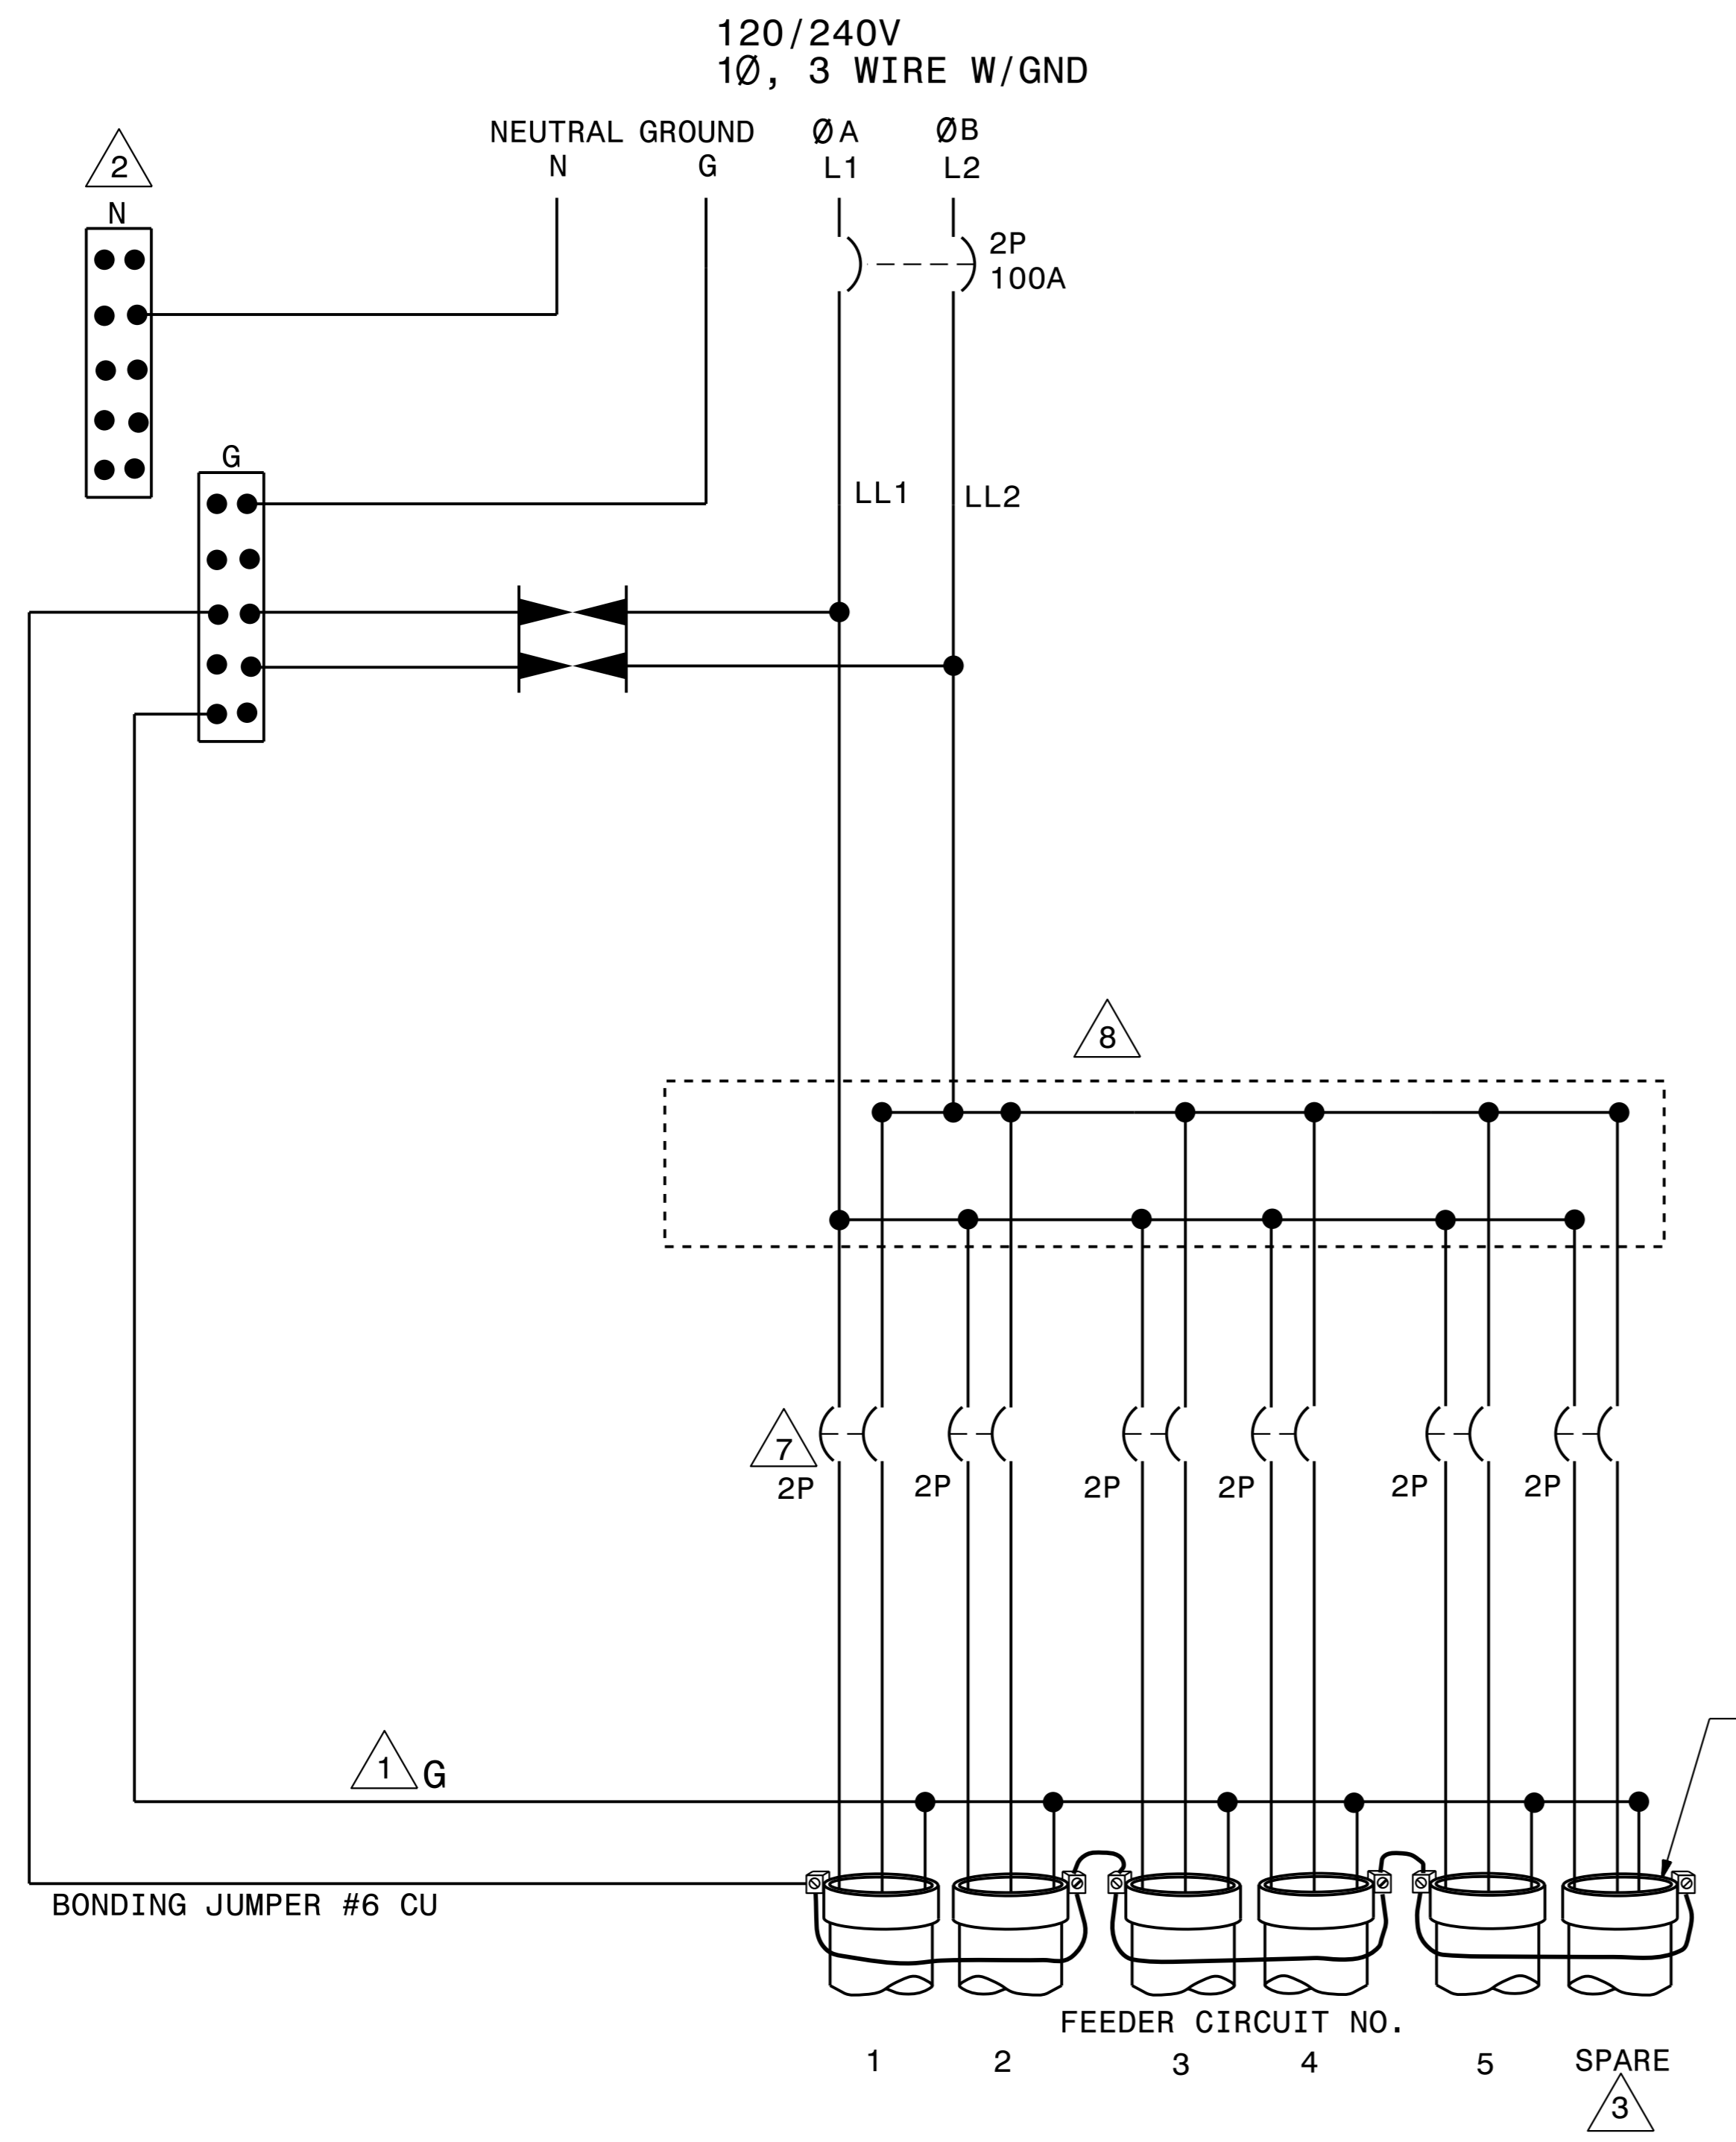 120/240V
1Ø, 3 WIRE W/GND
NEUTRAL GROUND ØA ØB
N G L1 L2
2
N
2P
100A
G
LL1 LL2
8
7
2P 2P 2P 2P 2P 2P
1 G
BONDING JUMPER #6 CU
FEEDER CIRCUIT NO.
1 2 3 4 5 SPARE
3